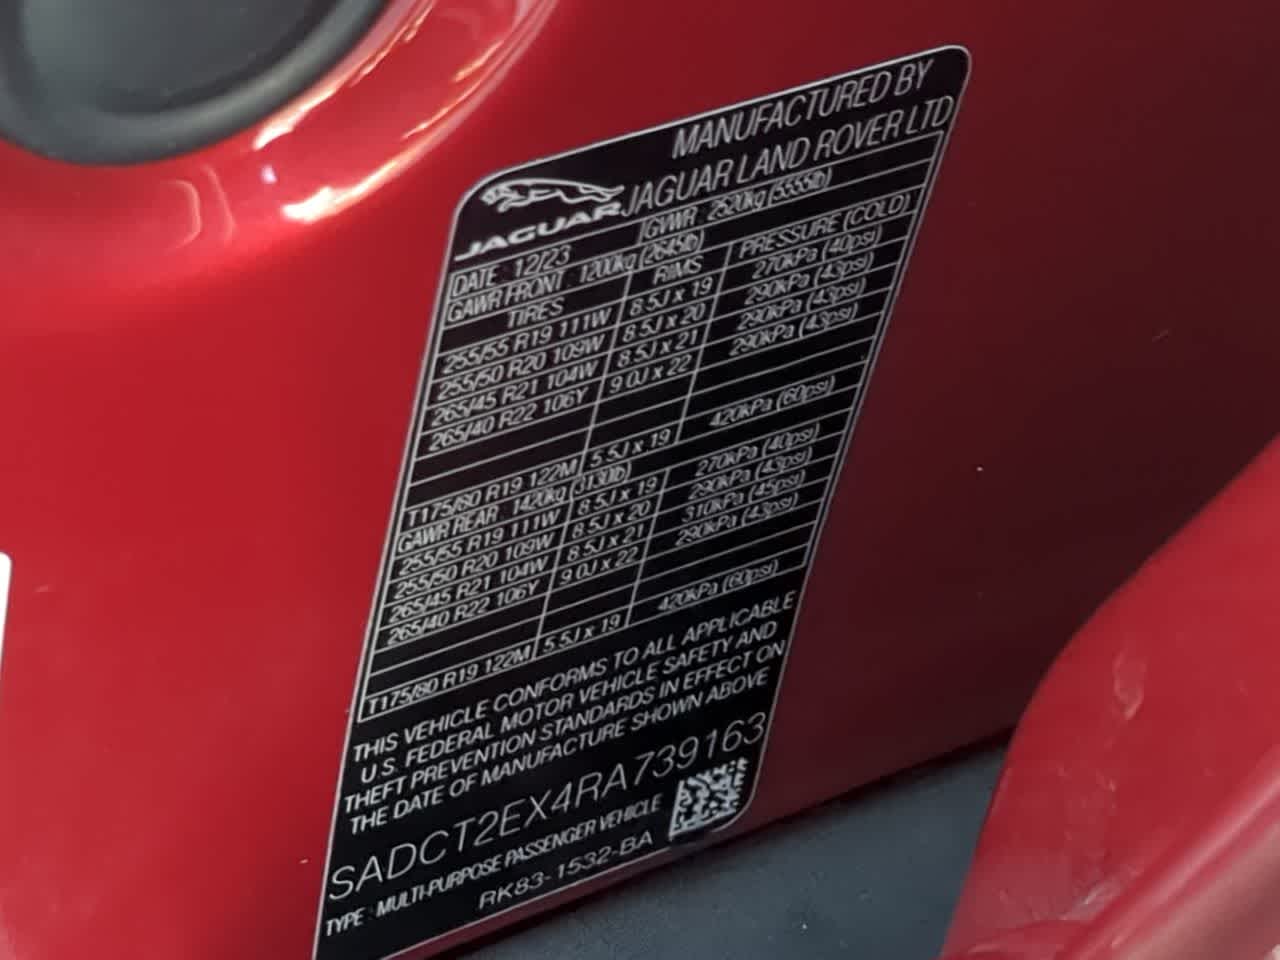 MANUFACTURED BY
JAGUAR JAGUAR LAND ROVER LTD
DATE : 12/23 GVWR : 2520kg (5555lb)
GAWR FRONT : 1200kg (2645lb)
TIRES RIMS PRESSURE (COLD)
255/55 R19 111W 8.5J x 19 270kPa (40psi)
255/50 R20 109W 8.5J x 20 290kPa (43psi)
265/45 R21 104W 8.5J x 21 290kPa (43psi)
265/40 R22 106Y 9.0J x 22 290kPa (43psi)
T175/80 R19 122M 5.5J x 19 420kPa (60psi)
GAWR REAR : 1420kg (3130lb)
255/55 R19 111W 8.5J x 19 270kPa (40psi)
255/50 R20 109W 8.5J x 20 290kPa (43psi)
265/45 R21 104W 8.5J x 21 310kPa (45psi)
265/40 R22 106Y 9.0J x 22 290kPa (43psi)
T175/80 R19 122M 5.5J x 19 420kPa (60psi)
THIS VEHICLE CONFORMS TO ALL APPLICABLE
U.S. FEDERAL MOTOR VEHICLE SAFETY AND
THEFT PREVENTION STANDARDS IN EFFECT ON
THE DATE OF MANUFACTURE SHOWN ABOVE
SADCT2EX4RA739163
TYPE : MULTI-PURPOSE PASSENGER VEHICLE
RK83-1532-BA